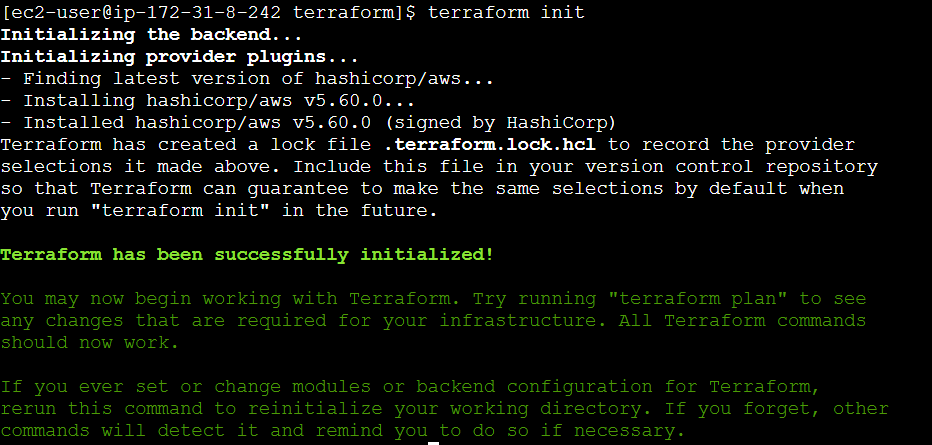 [ec2-user@ip-172-31-8-242 terraform]$ terraform init
Initializing the backend...
Initializing provider plugins...
- Finding latest version of hashicorp/aws...
- Installing hashicorp/aws v5.60.0...
- Installed hashicorp/aws v5.60.0 (signed by HashiCorp)
Terraform has created a lock file .terraform.lock.hcl to record the provider
selections it made above. Include this file in your version control repository
so that Terraform can guarantee to make the same selections by default when
you run "terraform init" in the future.
Terraform has been successfully initialized!
You may now begin working with Terraform. Try running "terraform plan" to see
any changes that are required for your infrastructure. All Terraform commands
should now work.
If you ever set or change modules or backend configuration for Terraform,
rerun this command to reinitialize your working directory. If you forget, other
commands will detect it and remind you to do so if necessary.